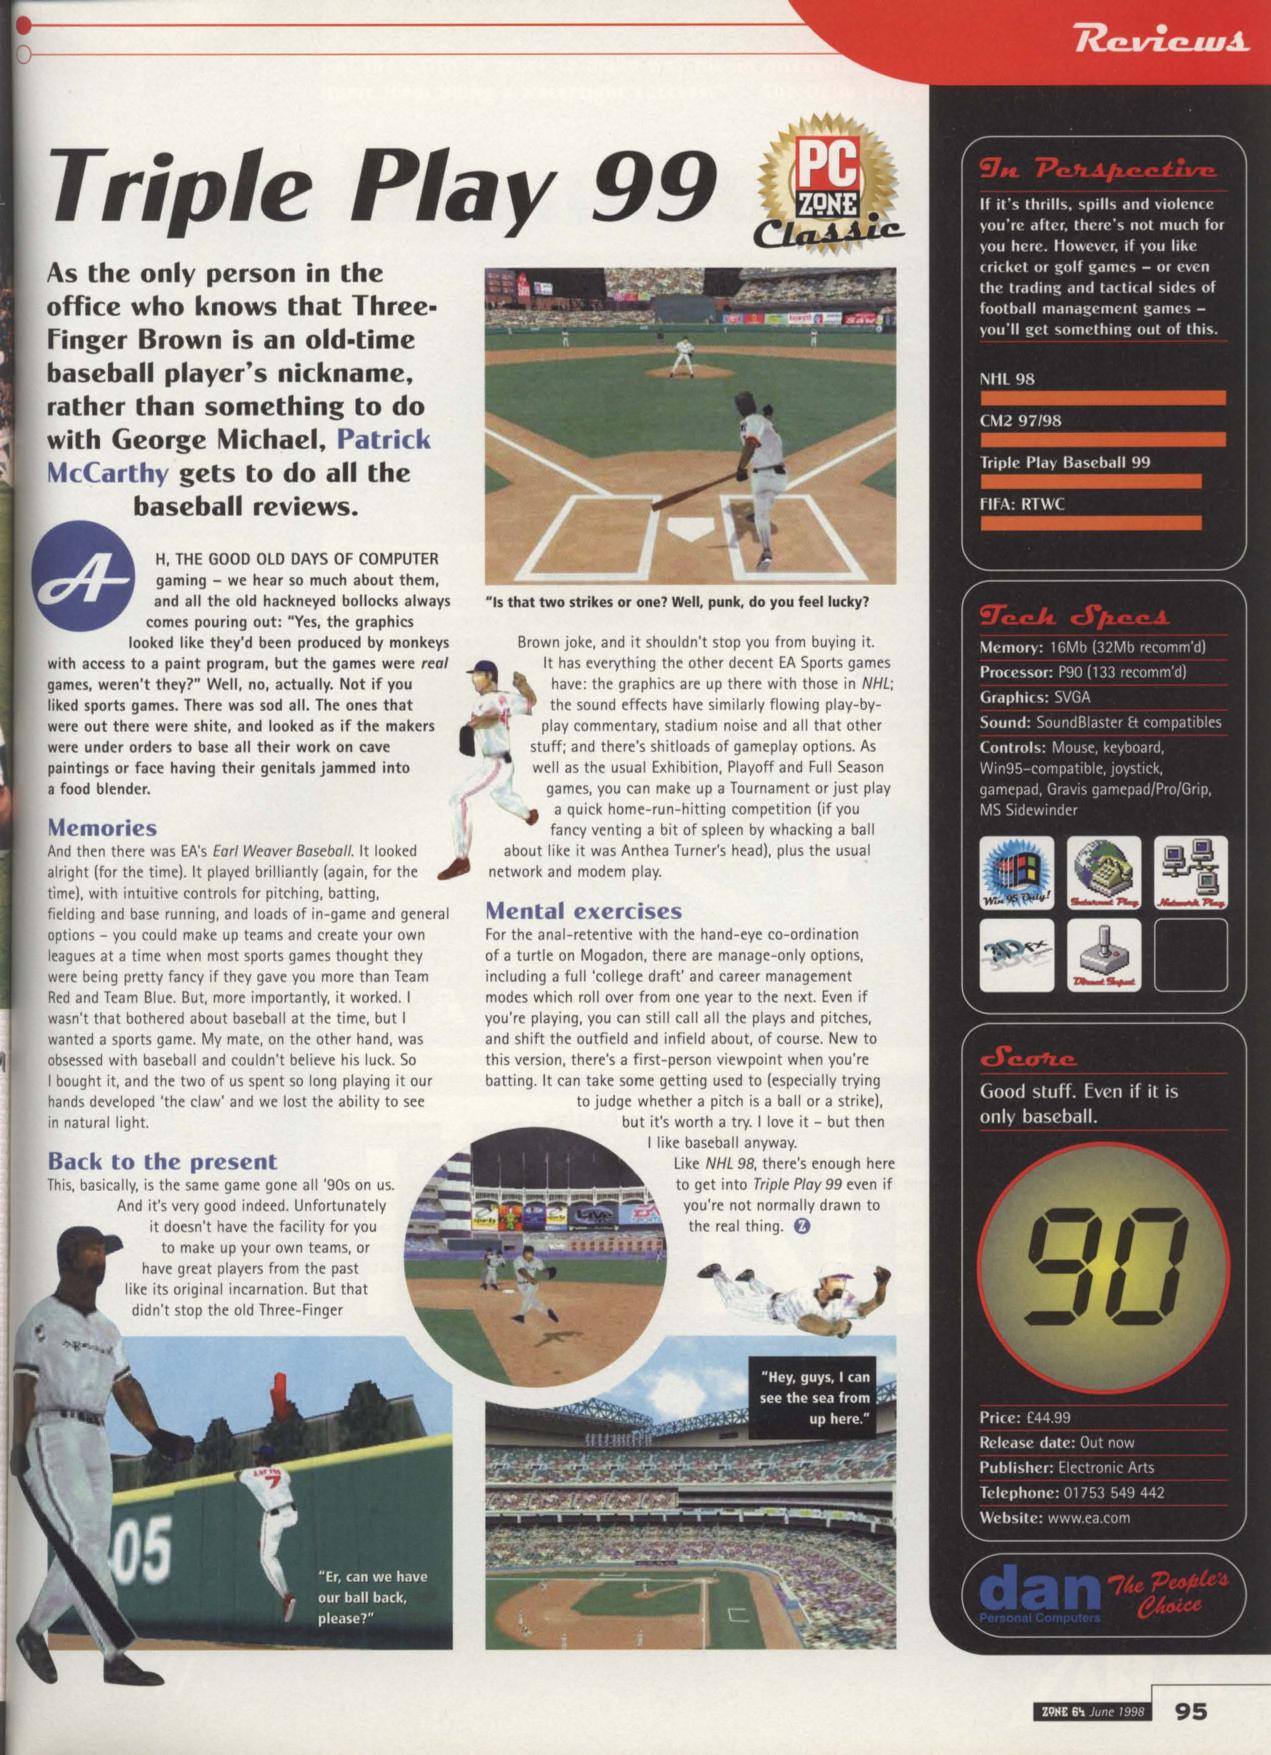 Reviews
Triple Play 99
PC
ZONE
Classic
As the only person in the
office who knows that Three-
Finger Brown is an old-time
baseball player's nickname,
rather than something to do
with George Michael, Patrick
McCarthy gets to do all the
baseball reviews.
AH, THE GOOD OLD DAYS OF COMPUTER
gaming – we hear so much about them,
and all the old hackneyed bollocks always
comes pouring out: "Yes, the graphics
looked like they'd been produced by monkeys
with access to a paint program, but the games were real
games, weren't they?" Well, no, actually. Not if you
liked sports games. There was sod all. The ones that
were out there were shite, and looked as if the makers
were under orders to base all their work on cave
paintings or face having their genitals jammed into
a food blender.
Memories
And then there was EA's Earl Weaver Baseball. It looked
alright (for the time). It played brilliantly (again, for the
time), with intuitive controls for pitching, batting,
fielding and base running, and loads of in-game and general
options – you could make up teams and create your own
leagues at a time when most sports games thought they
were being pretty fancy if they gave you more than Team
Red and Team Blue. But, more importantly, it worked. I
wasn't that bothered about baseball at the time, but I
wanted a sports game. My mate, on the other hand, was
obsessed with baseball and couldn't believe his luck. So
I bought it, and the two of us spent so long playing it our
hands developed 'the claw' and we lost the ability to see
in natural light.
Back to the present
This, basically, is the same game gone all '90s on us.
And it's very good indeed. Unfortunately
it doesn't have the facility for you
to make up your own teams, or
have great players from the past
like its original incarnation. But that
didn't stop the old Three-Finger
"Is that two strikes or one? Well, punk, do you feel lucky?
Brown joke, and it shouldn't stop you from buying it.
It has everything the other decent EA Sports games
have: the graphics are up there with those in NHL;
the sound effects have similarly flowing play-by-
play commentary, stadium noise and all that other
stuff; and there's shitloads of gameplay options. As
well as the usual Exhibition, Playoff and Full Season
games, you can make up a Tournament or just play
a quick home-run-hitting competition (if you
fancy venting a bit of spleen by whacking a ball
about like it was Anthea Turner's head), plus the usual
network and modem play.
Mental exercises
For the anal-retentive with the hand-eye co-ordination
of a turtle on Mogadon, there are manage-only options,
including a full 'college draft' and career management
modes which roll over from one year to the next. Even if
you're playing, you can still call all the plays and pitches,
and shift the outfield and infield about, of course. New to
this version, there's a first-person viewpoint when you're
batting. It can take some getting used to (especially trying
to judge whether a pitch is a ball or a strike),
but it's worth a try. I love it – but then
I like baseball anyway.
Like NHL 98, there's enough here
to get into Triple Play 99 even if
you're not normally drawn to
the real thing. Z
05
7
"Er, can we have
our ball back,
please?"
"Hey, guys, I can
see the sea from
up here."
In Perspective
If it's thrills, spills and violence
you're after, there's not much for
you here. However, if you like
cricket or golf games – or even
the trading and tactical sides of
football management games –
you'll get something out of this.
NHL 98
CM2 97/98
Triple Play Baseball 99
FIFA: RTWC
Tech Specs
Memory: 16Mb (32Mb recomm'd)
Processor: P90 (133 recomm'd)
Graphics: SVGA
Sound: SoundBlaster & compatibles
Controls: Mouse, keyboard,
Win95-compatible, joystick,
gamepad, Gravis gamepad/Pro/Grip,
MS Sidewinder
Win 95 Only!
Internet Play
Network Play
3Dfx
Direct Input
Score
Good stuff. Even if it is
only baseball.
90
Price: £44.99
Release date: Out now
Publisher: Electronic Arts
Telephone: 01753 549 442
Website: www.ea.com
dan
Personal Computers
The People's
Choice
ZONE 64 June 1998
95